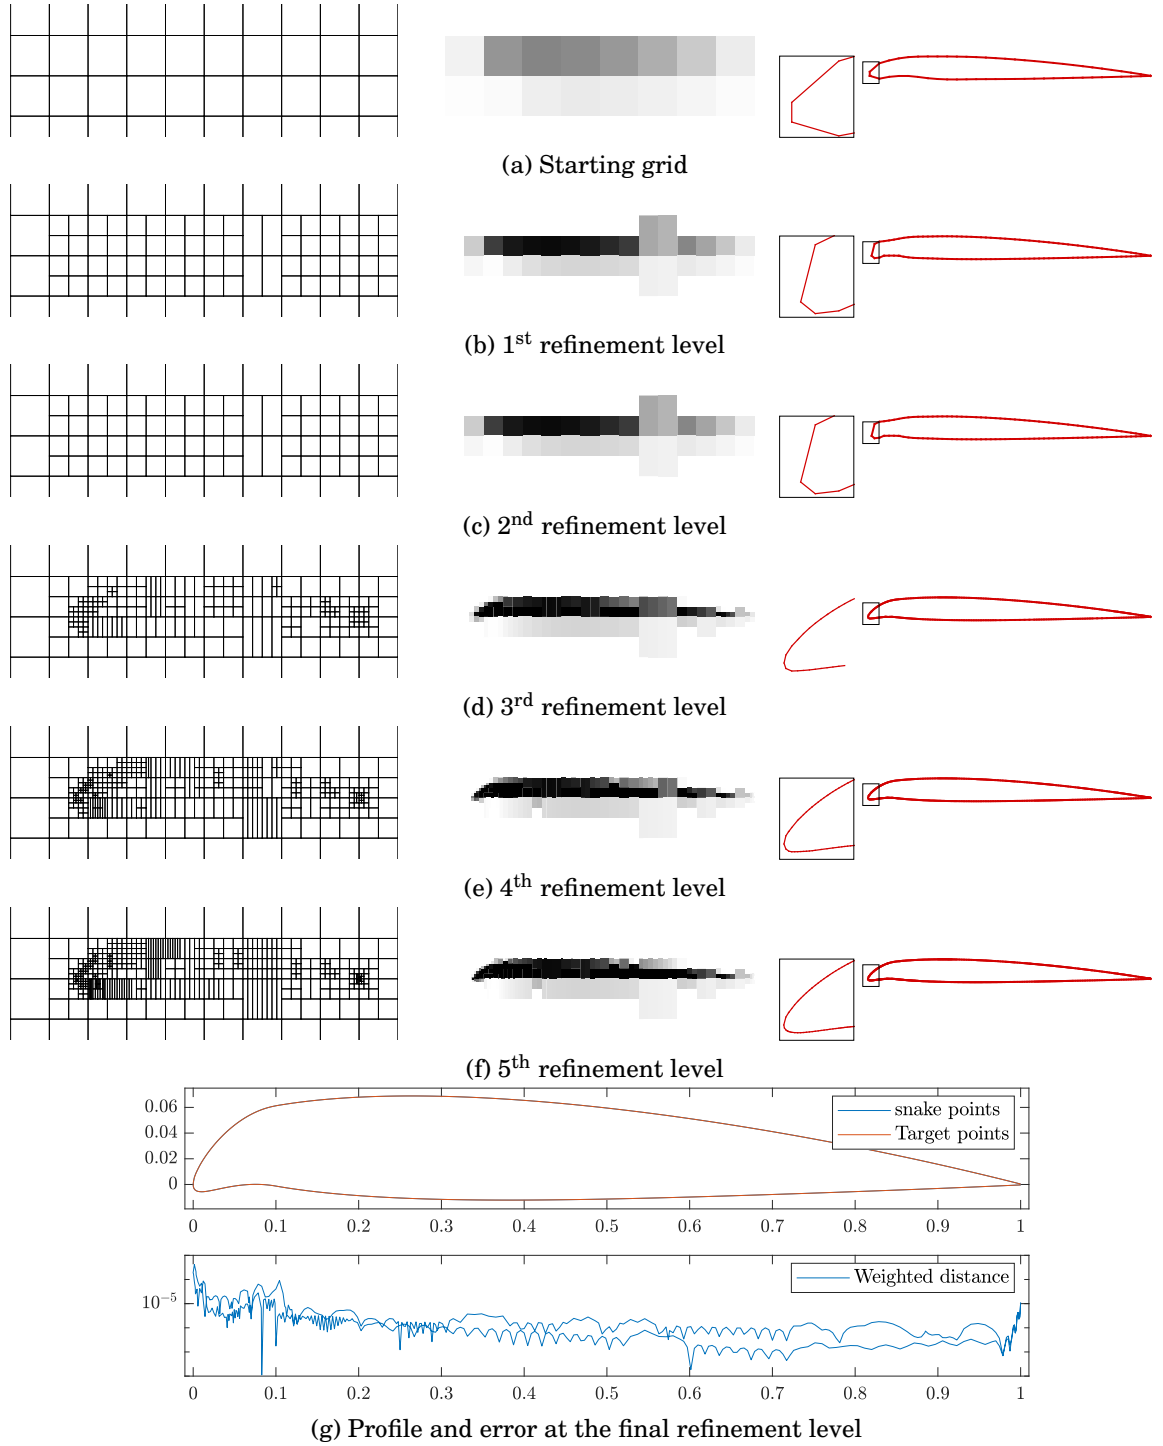 (a) Starting grid
(b) 1st refinement level
(c) 2nd refinement level
(d) 3rd refinement level
(e) 4th refinement level
(f) 5th refinement level
0.06
0.04
0.02
0
snake points
Target points
0 0.1 0.2 0.3 0.4 0.5 0.6 0.7 0.8 0.9 1
10-5
Weighted distance
0 0.1 0.2 0.3 0.4 0.5 0.6 0.7 0.8 0.9 1
(g) Profile and error at the final refinement level